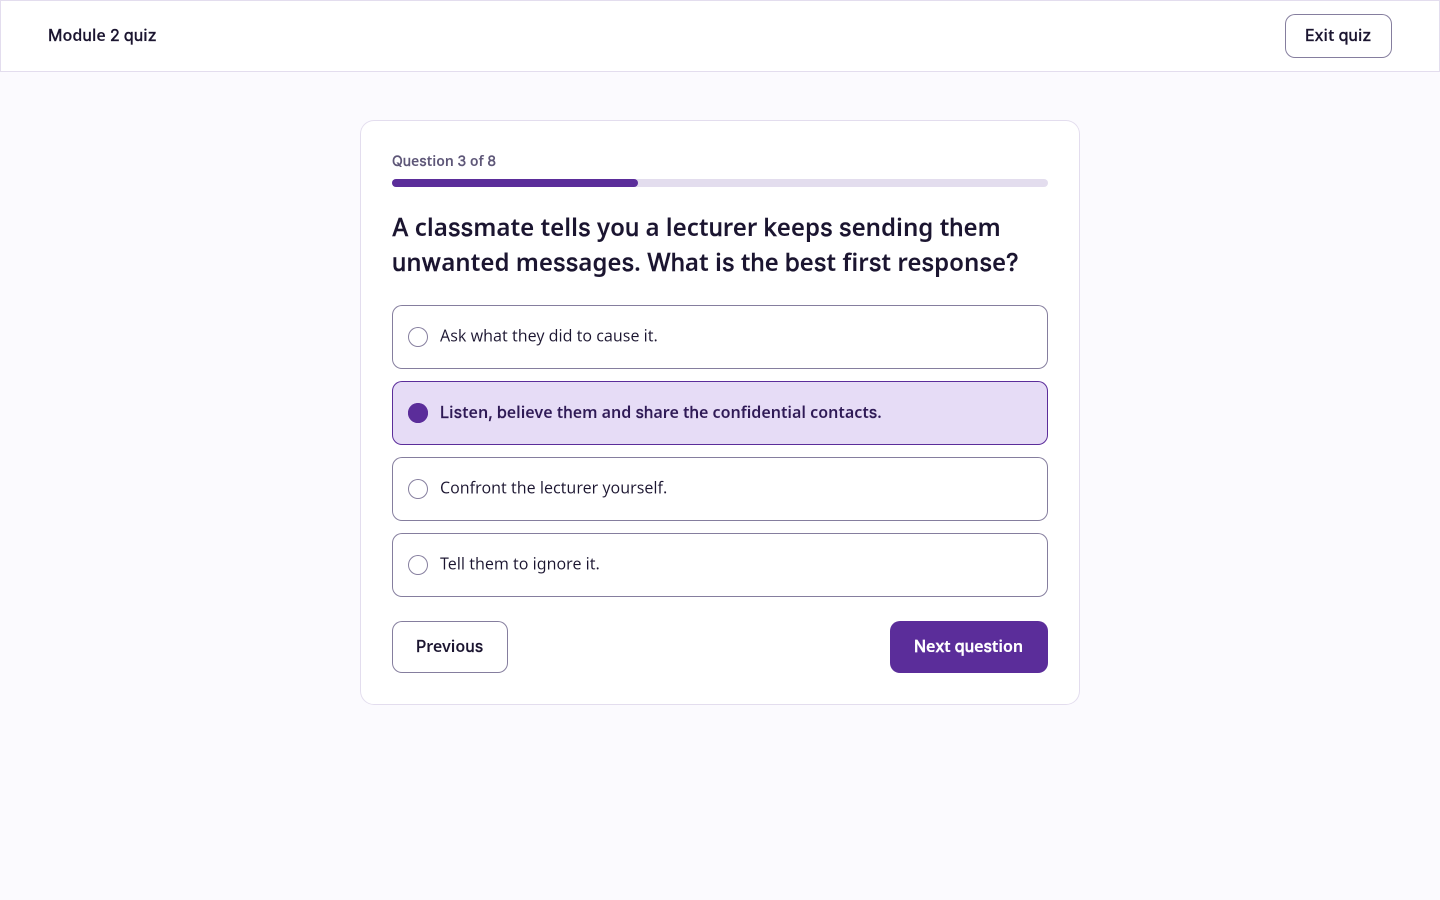 Module 2 quiz
Exit quiz
Question 3 of 8
A classmate tells you a lecturer keeps sending them
unwanted messages. What is the best first response?
Ask what they did to cause it.
Listen, believe them and share the confidential contacts.
Confront the lecturer yourself.
Tell them to ignore it.
Previous
Next question